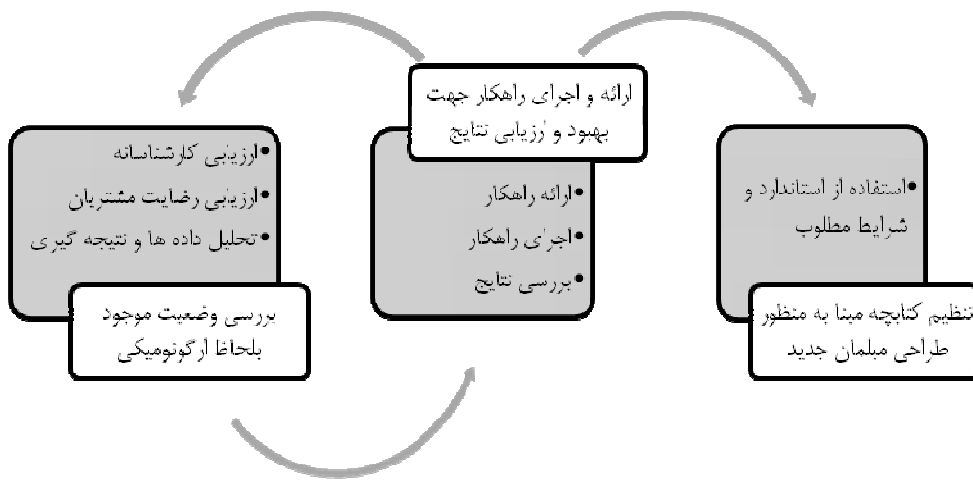 ارائه و اجرای راهکار جهت
بهبود و ارزیابی نتایج
•ارائه راهکار
•اجرای راهکار
•بررسی نتایج
•استفاده از استاندارد و
شرایط مطلوب
تنظیم کتابچه مبنا به منظور
طراحی مبلمان جدید
•ارزیابی کارشناسانه
•ارزیابی رضایت مشتریان
•تحلیل داده ها و نتیجه گیری
بررسی وضعیت موجود
بلحاظ ارگونومیکی